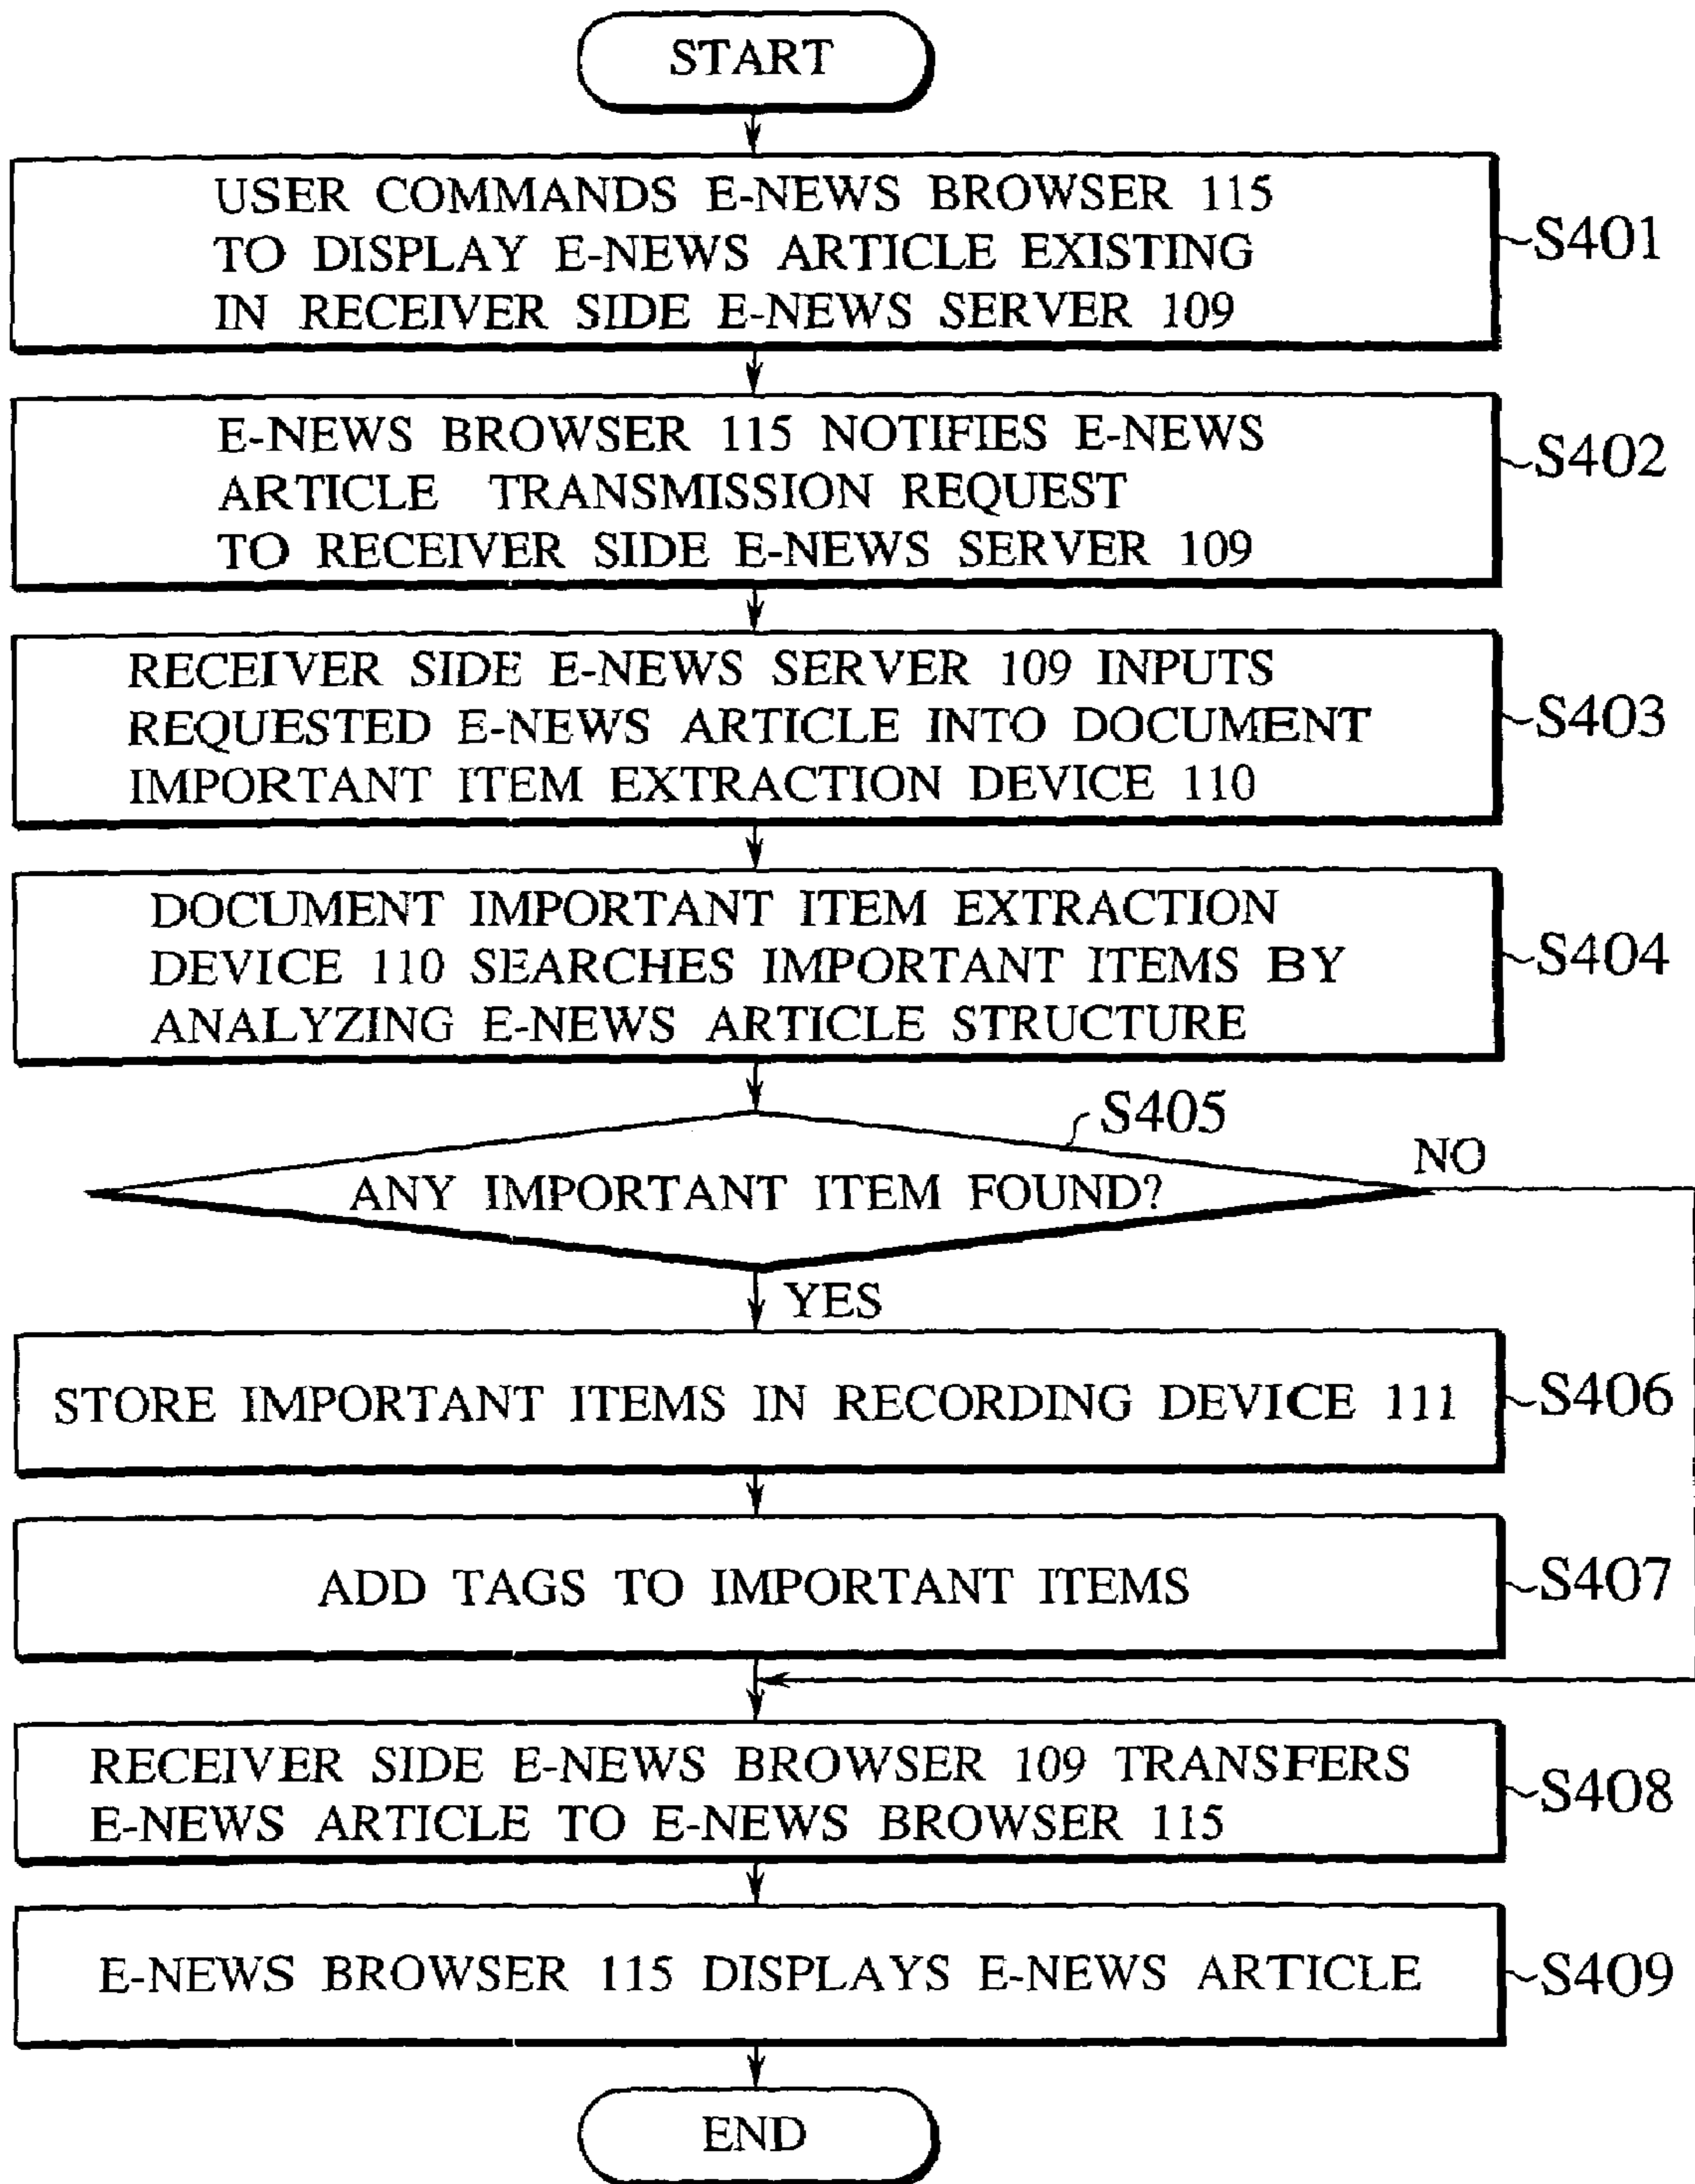 START
USER COMMANDS E-NEWS BROWSER 115
TO DISPLAY E-NEWS ARTICLE EXISTING
IN RECEIVER SIDE E-NEWS SERVER 109
S401
E-NEWS BROWSER 115 NOTIFIES E-NEWS
ARTICLE TRANSMISSION REQUEST
TO RECEIVER SIDE E-NEWS SERVER 109
S402
RECEIVER SIDE E-NEWS SERVER 109 INPUTS
REQUESTED E-NEWS ARTICLE INTO DOCUMENT
IMPORTANT ITEM EXTRACTION DEVICE 110
S403
DOCUMENT IMPORTANT ITEM EXTRACTION
DEVICE 110 SEARCHES IMPORTANT ITEMS BY
ANALYZING E-NEWS ARTICLE STRUCTURE
S404
S405
ANY IMPORTANT ITEM FOUND?
NO
YES
STORE IMPORTANT ITEMS IN RECORDING DEVICE 111
S406
ADD TAGS TO IMPORTANT ITEMS
S407
RECEIVER SIDE E-NEWS BROWSER 109 TRANSFERS
E-NEWS ARTICLE TO E-NEWS BROWSER 115
S408
E-NEWS BROWSER 115 DISPLAYS E-NEWS ARTICLE
S409
END